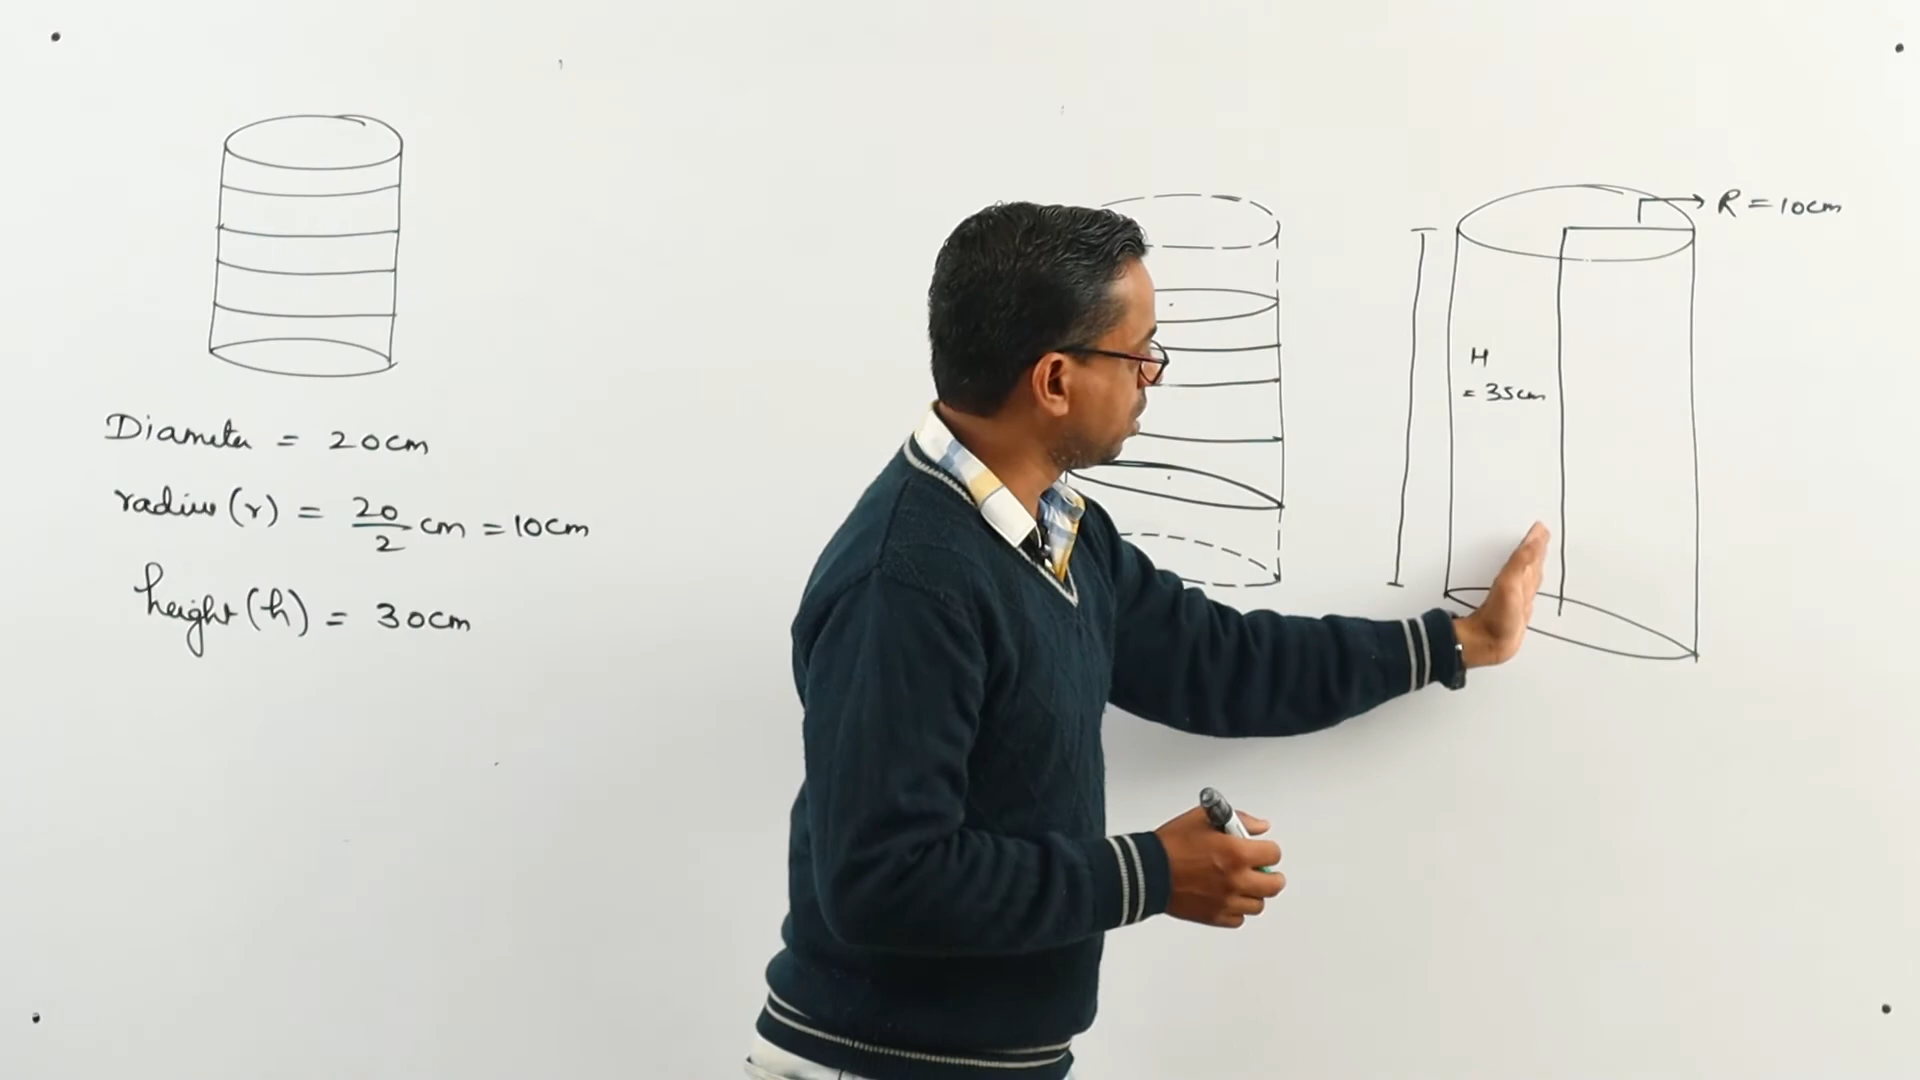 Diameter = 20cm
radius (r) = 20/2 cm = 10cm
height (h) = 30cm
R = 10cm
H
= 35cm